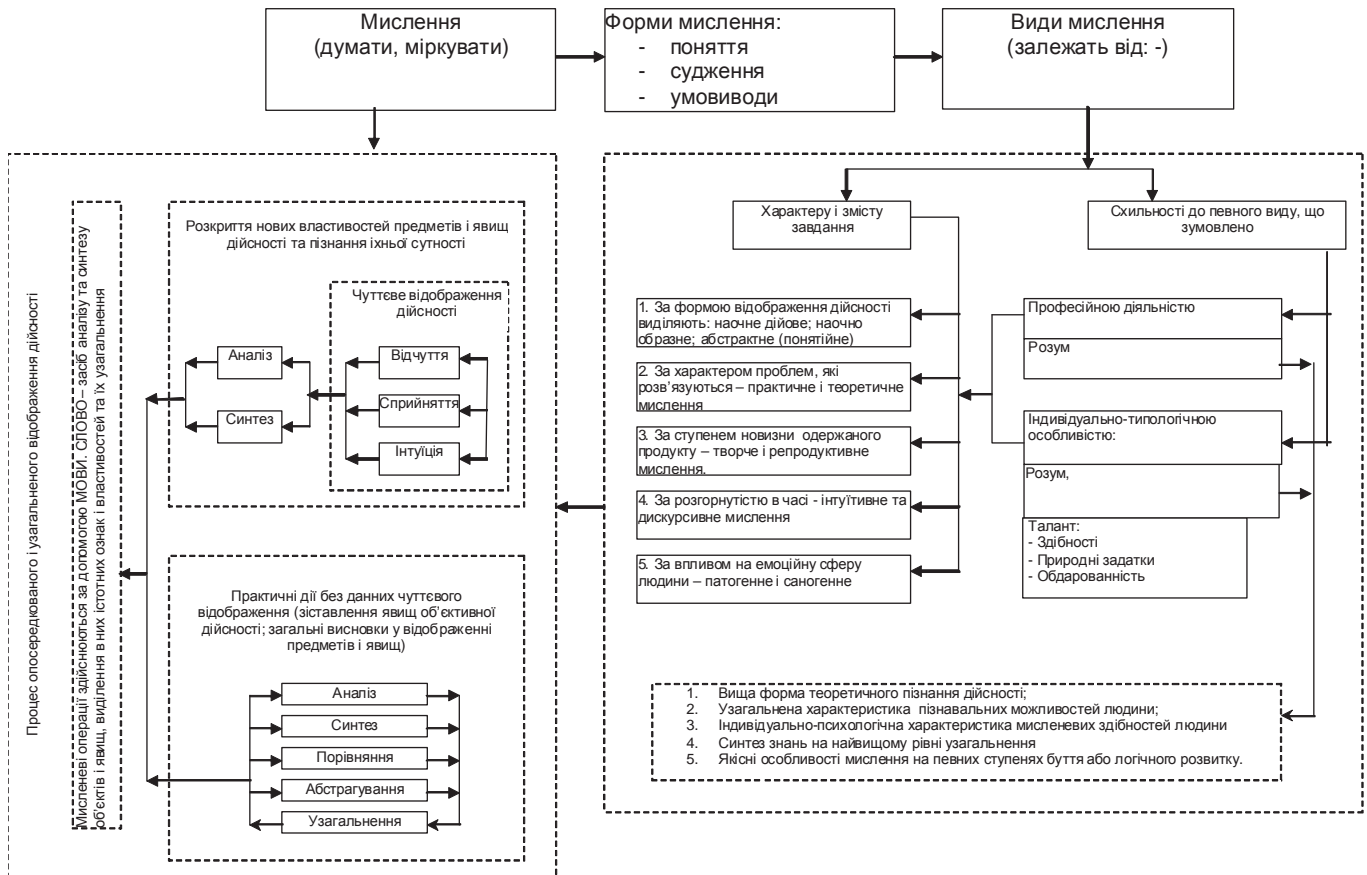 Мислення
(думати, міркувати)
Форми мислення:
- поняття
- судження
- умовиводи
Види мислення
(залежать від: -)
Процес опосередкованого і узагальненого відображення дійсності
Мисленеві операції здійснюються за допомогою МОВИ. СЛОВО – засіб аналізу та синтезу
об'єктів і явищ, виділення в них істотних ознак і властивостей та їх узагальнення
Розкриття нових властивостей предметів і явищ
дійсності та пізнання їхньої сутності
Чуттєве відображення
дійсності
Аналіз
Синтез
Відчуття
Сприйняття
Інтуїція
Практичні дії без данних чуттєвого
відображення (зіставлення явищ об'єктивної
дійсності; загальні висновки у відображенні
предметів і явищ)
Аналіз
Синтез
Порівняння
Абстрагування
Узагальнення
Характеру і змісту
завдання
Схильності до певного виду, що
зумовлено
1. За формою відображення дійсності
виділяють: наочне дійове; наочно
образне; абстрактне (понятійне)
2. За характером проблем, які
розв'язуються – практичне і теоретичне
мислення
3. За ступенем новизни одержаного
продукту – творче і репродуктивне
мислення.
4. За розгорнутістю в часі - інтуїтивне та
дискурсивне мислення
5. За впливом на емоційну сферу
людини – патогенне і саногенне
Професійною діяльністю
Розум
Індивідуально-типологічною
особливістю:
Розум,
Талант:
- Здібності
- Природні задатки
- Обдарованність
1. Вища форма теоретичного пізнання дійсності;
2. Узагальнена характеристика пізнавальних можливостей людини;
3. Індивідуально-психологічна характеристика мисленевих здібностей людини
4. Синтез знань на найвищому рівні узагальнення
5. Якісні особливості мислення на певних ступенях буття або логічного розвитку.